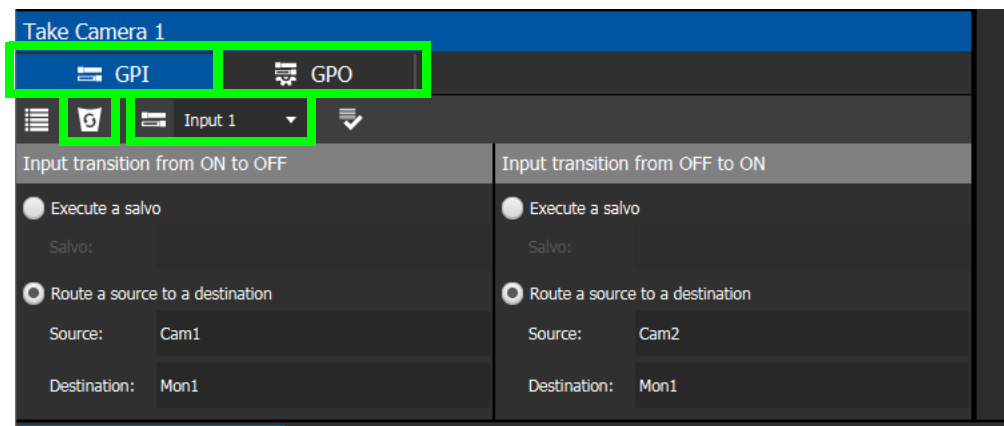 Take Camera 1
GPI GPO
Input 1
Input transition from ON to OFF Input transition from OFF to ON
Execute a salvo Execute a salvo
Salvo: Salvo:
Route a source to a destination Route a source to a destination
Source: Cam1 Source: Cam2
Destination: Mon1 Destination: Mon1